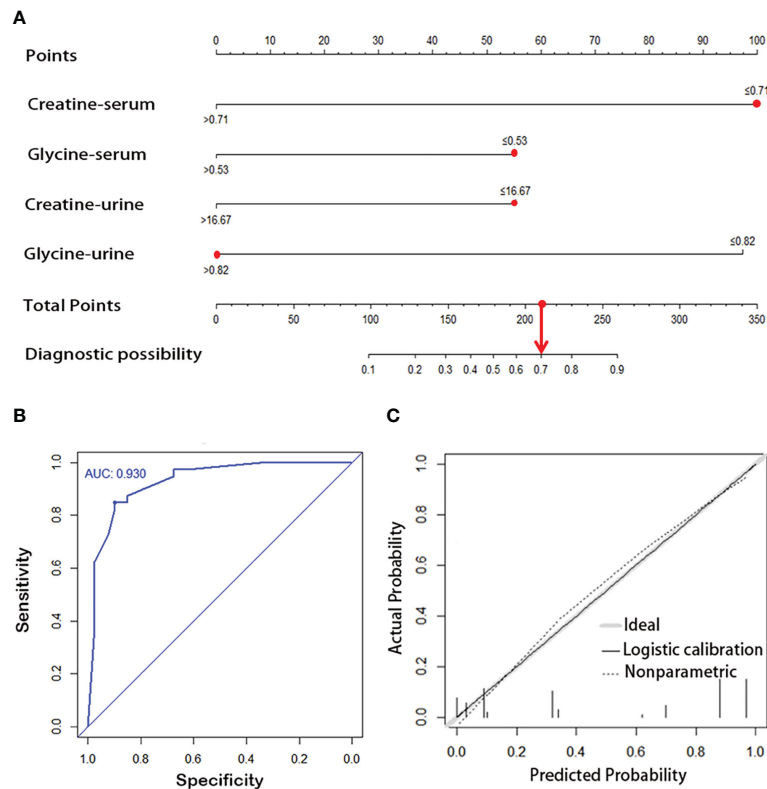 A
Points
0 10 20 30 40 50 60 70 80 90 100
Creatine-serum
≤0.71
>0.71
Glycine-serum
≤0.53
>0.53
Creatine-urine
≤16.67
>16.67
Glycine-urine
≤0.82
>0.82
Total Points
0 50 100 150 200 250 300 350
Diagnostic possibility
0.1 0.2 0.3 0.4 0.5 0.6 0.7 0.8 0.9
B
AUC: 0.930
Sensitivity
1.0
0.8
0.6
0.4
0.2
0.0
1.0 0.8 0.6 0.4 0.2 0.0
Specificity
C
Actual Probability
1.0
0.8
0.6
0.4
0.2
0.0
Ideal
Logistic calibration
Nonparametric
0.0 0.2 0.4 0.6 0.8 1.0
Predicted Probability